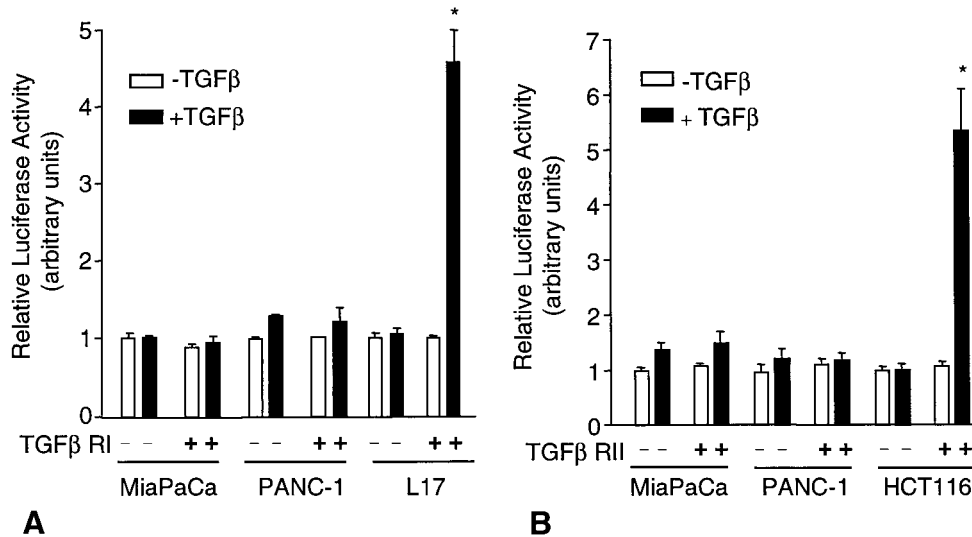 Relative Luciferase Activity
(arbitrary units)
5
4
3
2
1
0
-TGFβ
+TGFβ
*
TGFβ RI
- - + + - - + + - - + +
MiaPaCa PANC-1 L17
A
Relative Luciferase Activity
(arbitrary units)
7
6
5
4
3
2
1
0
-TGFβ
+ TGFβ
*
TGFβ RII
- - + + - - + + - - + +
MiaPaCa PANC-1 HCT116
B